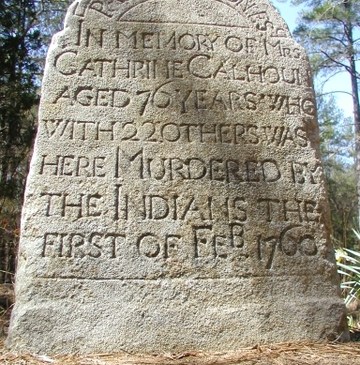 IN MEMORY OF MRS
CATHRINE CALHOUN
AGED 76 YEARS WHO
WITH 22 OTHERS WAS
HERE MURDERED BY
THE INDIANS THE
FIRST OF FEB 1760